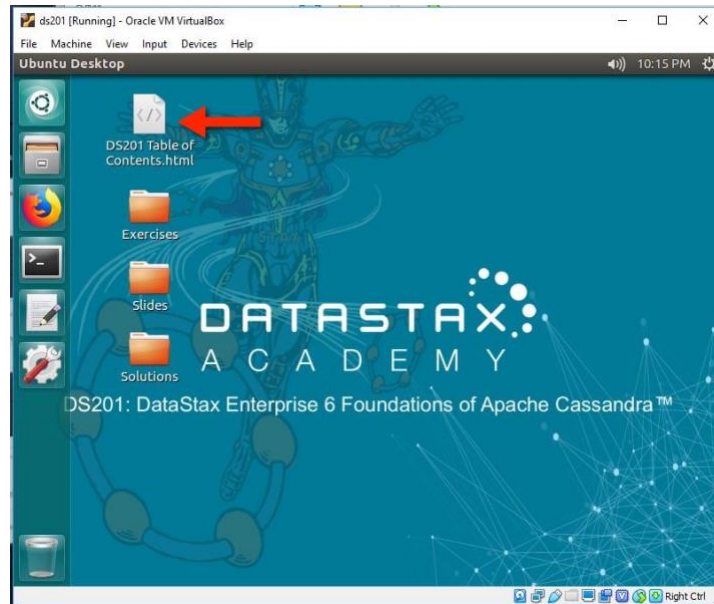 ds201 [Running] - Oracle VM VirtualBox
File Machine View Input Devices Help
Ubuntu Desktop 10:15 PM
DS201 Table of
Contents.html
Exercises
Slides
Solutions
DATASTAX
ACADEMY
DS201: DataStax Enterprise 6 Foundations of Apache Cassandra™
Right Ctrl